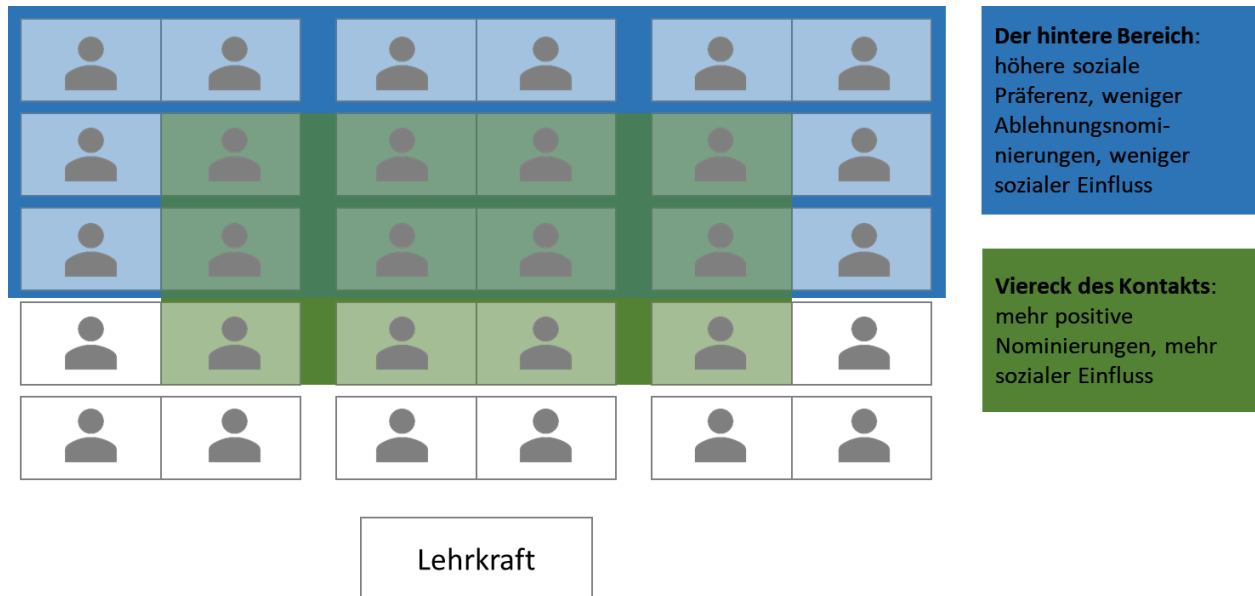 Der hintere Bereich:
höhere soziale
Präferenz, weniger
Ablehnungsnomi-
nierungen, weniger
sozialer Einfluss
Viereck des Kontakts:
mehr positive
Nominierungen, mehr
sozialer Einfluss
Lehrkraft